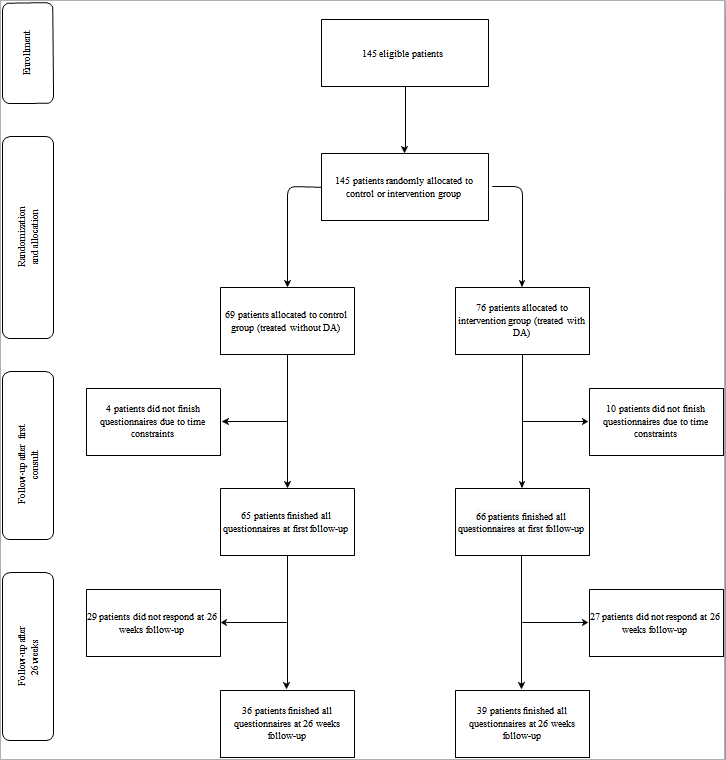 Enrollment
145 eligible patients
Randomization
and allocation
145 patients randomly allocated to
control or intervention group
69 patients allocated to control
group (treated without DA)
76 patients allocated to
intervention group (treated with
DA)
Follow-up after first
consult
4 patients did not finish
questionnaires due to time
constraints
10 patients did not finish
questionnaires due to time
constraints
65 patients finished all
questionnaires at first follow-up
66 patients finished all
questionnaires at first follow-up
Follow-up after
26 weeks
29 patients did not respond at 26
weeks follow-up
27 patients did not respond at 26
weeks follow-up
36 patients finished all
questionnaires at 26 weeks
follow-up
39 patients finished all
questionnaires at 26 weeks
follow-up